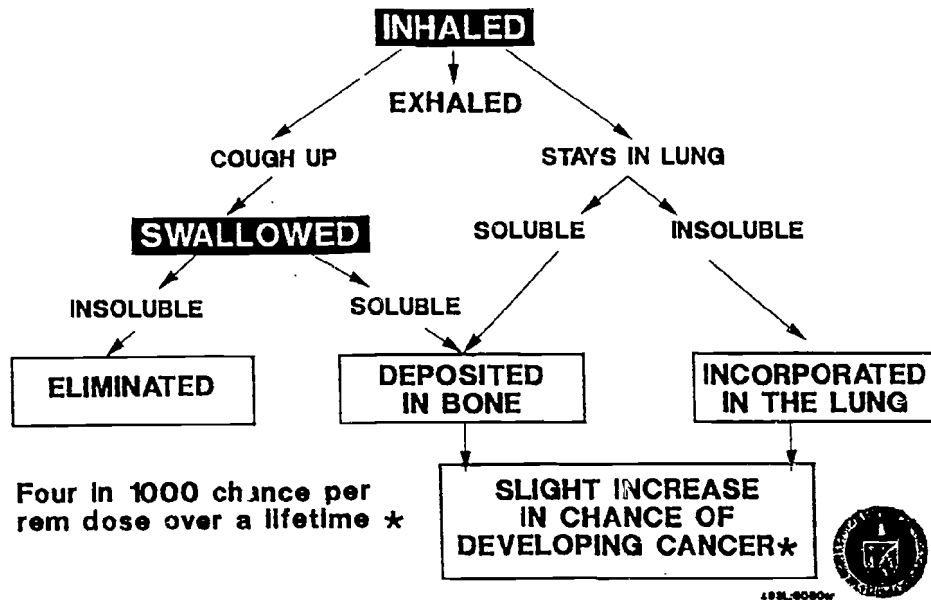 INHALED
EXHALED
COUGH UP
STAYS IN LUNG
SWALLOWED
SOLUBLE
INSOLUBLE
INSOLUBLE
SOLUBLE
ELIMINATED
DEPOSITED
IN BONE
INCORPORATED
IN THE LUNG
Four in 1000 chance per
rem dose over a lifetime *
SLIGHT INCREASE
IN CHANCE OF
DEVELOPING CANCER*